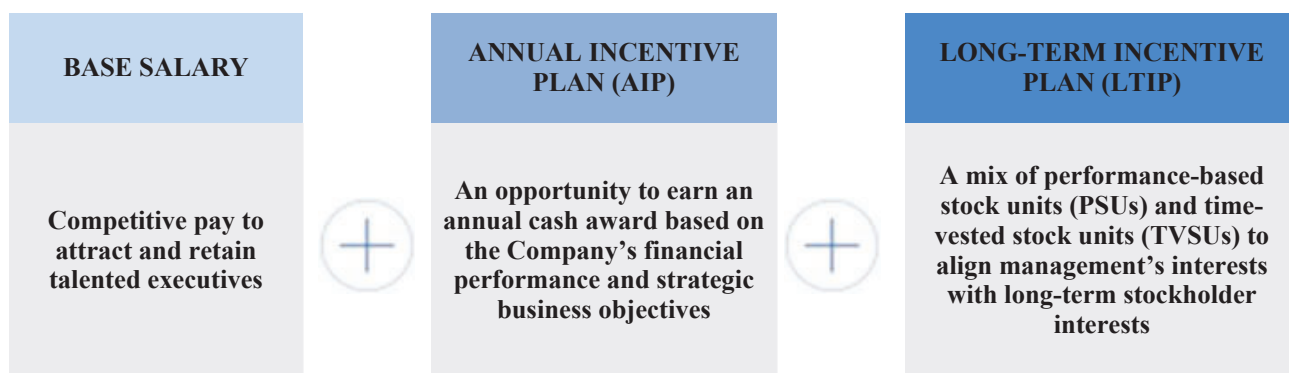 BASE SALARY
Competitive pay to
attract and retain
talented executives
ANNUAL INCENTIVE
PLAN (AIP)
An opportunity to earn an
annual cash award based on
the Company’s financial
performance and strategic
business objectives
LONG-TERM INCENTIVE
PLAN (LTIP)
A mix of performance-based
stock units (PSUs) and time-
vested stock units (TVSUs) to
align management’s interests
with long-term stockholder
interests